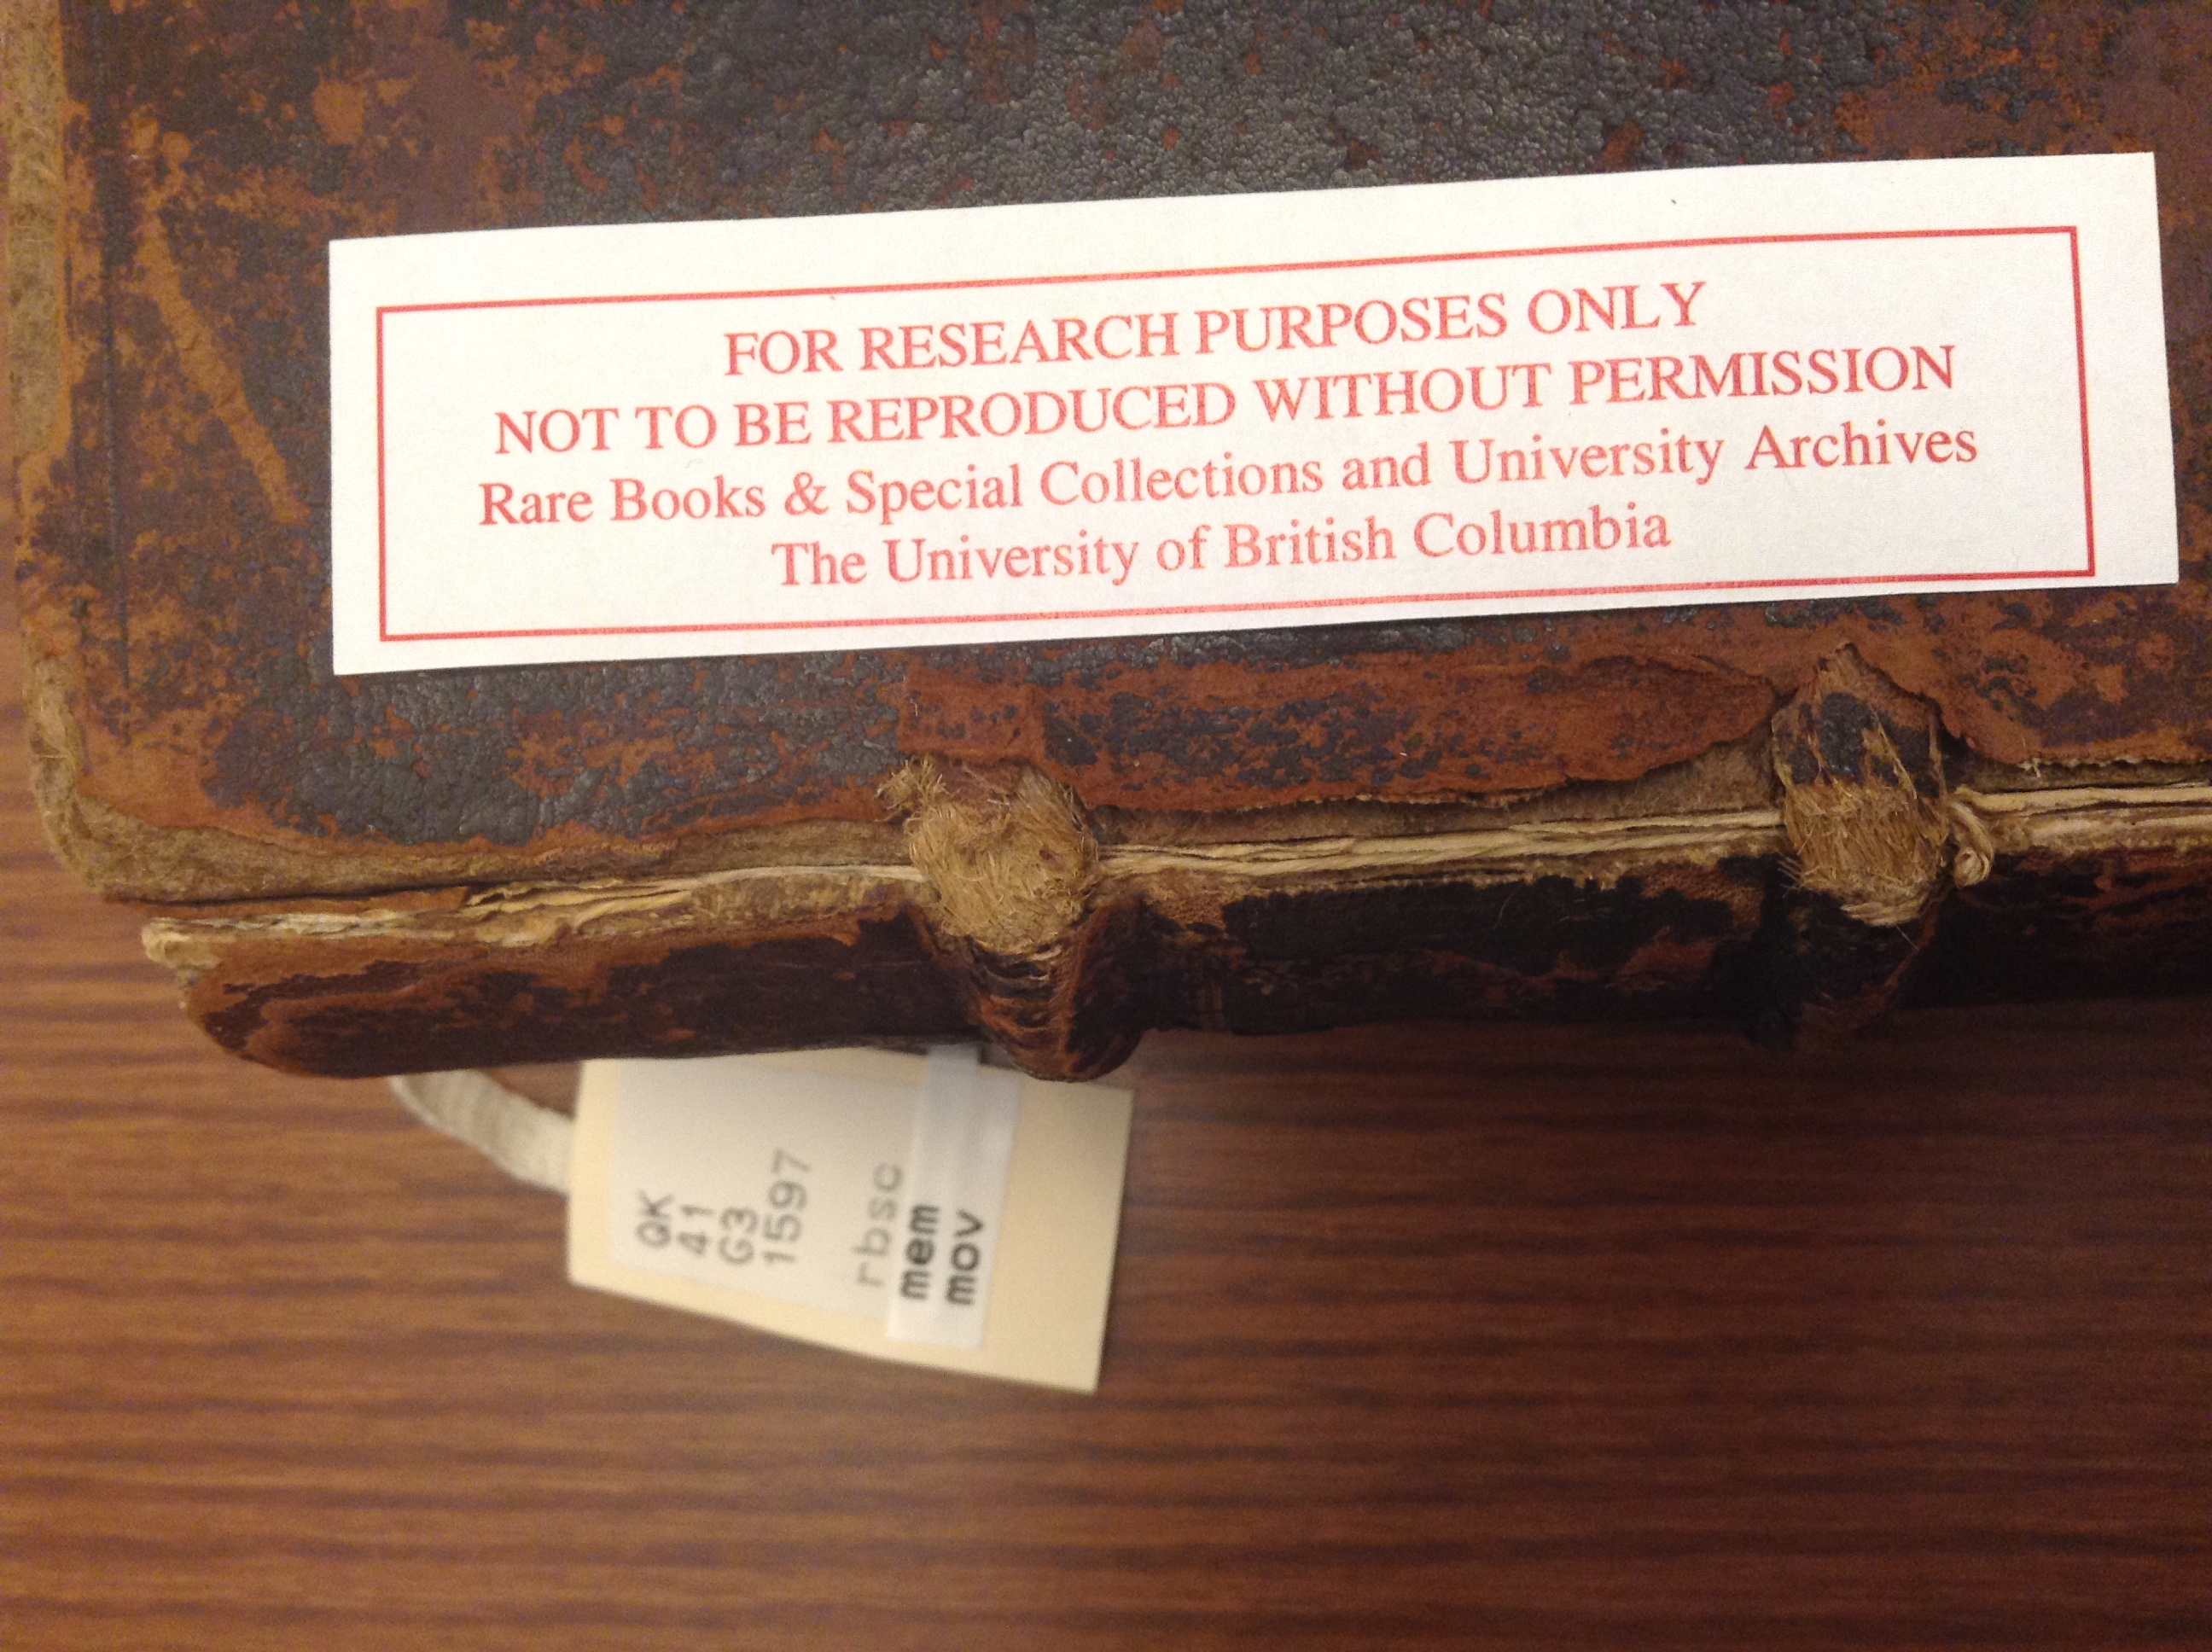 FOR RESEARCH PURPOSES ONLY
NOT TO BE REPRODUCED WITHOUT PERMISSION
Rare Books & Special Collections and University Archives
The University of British Columbia
QK
41
G3
1597
rbsc
mem
mov